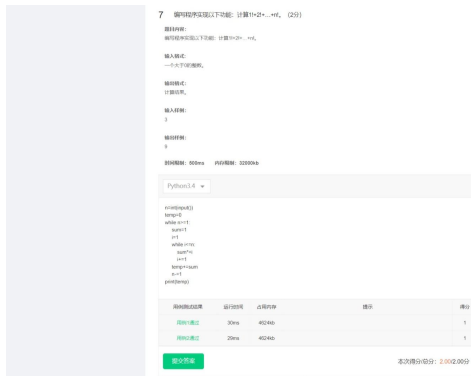 7 编写程序实现以下功能：计算1!+2!+...+n!。（2分）
题目内容：
编写程序实现以下功能：计算1!+2!+...+n!。
输入格式：
一个大于0的整数。
输出格式：
计算结果。
输入样例：
3
输出样例：
9
时间限制：500ms 内存限制：32000kb
Python3.4
n=int(input())
temp=0
while n>=1:
sum=1
i=1
while i<=n:
sum*=i
i+=1
temp+=sum
n-=1
print(temp)
用例测试结果 运行时间 占用内存 提示 得分
用例1通过 30ms 4624kb 1
用例2通过 29ms 4624kb 1
提交答案 本次得分/总分：2.00/2.00分